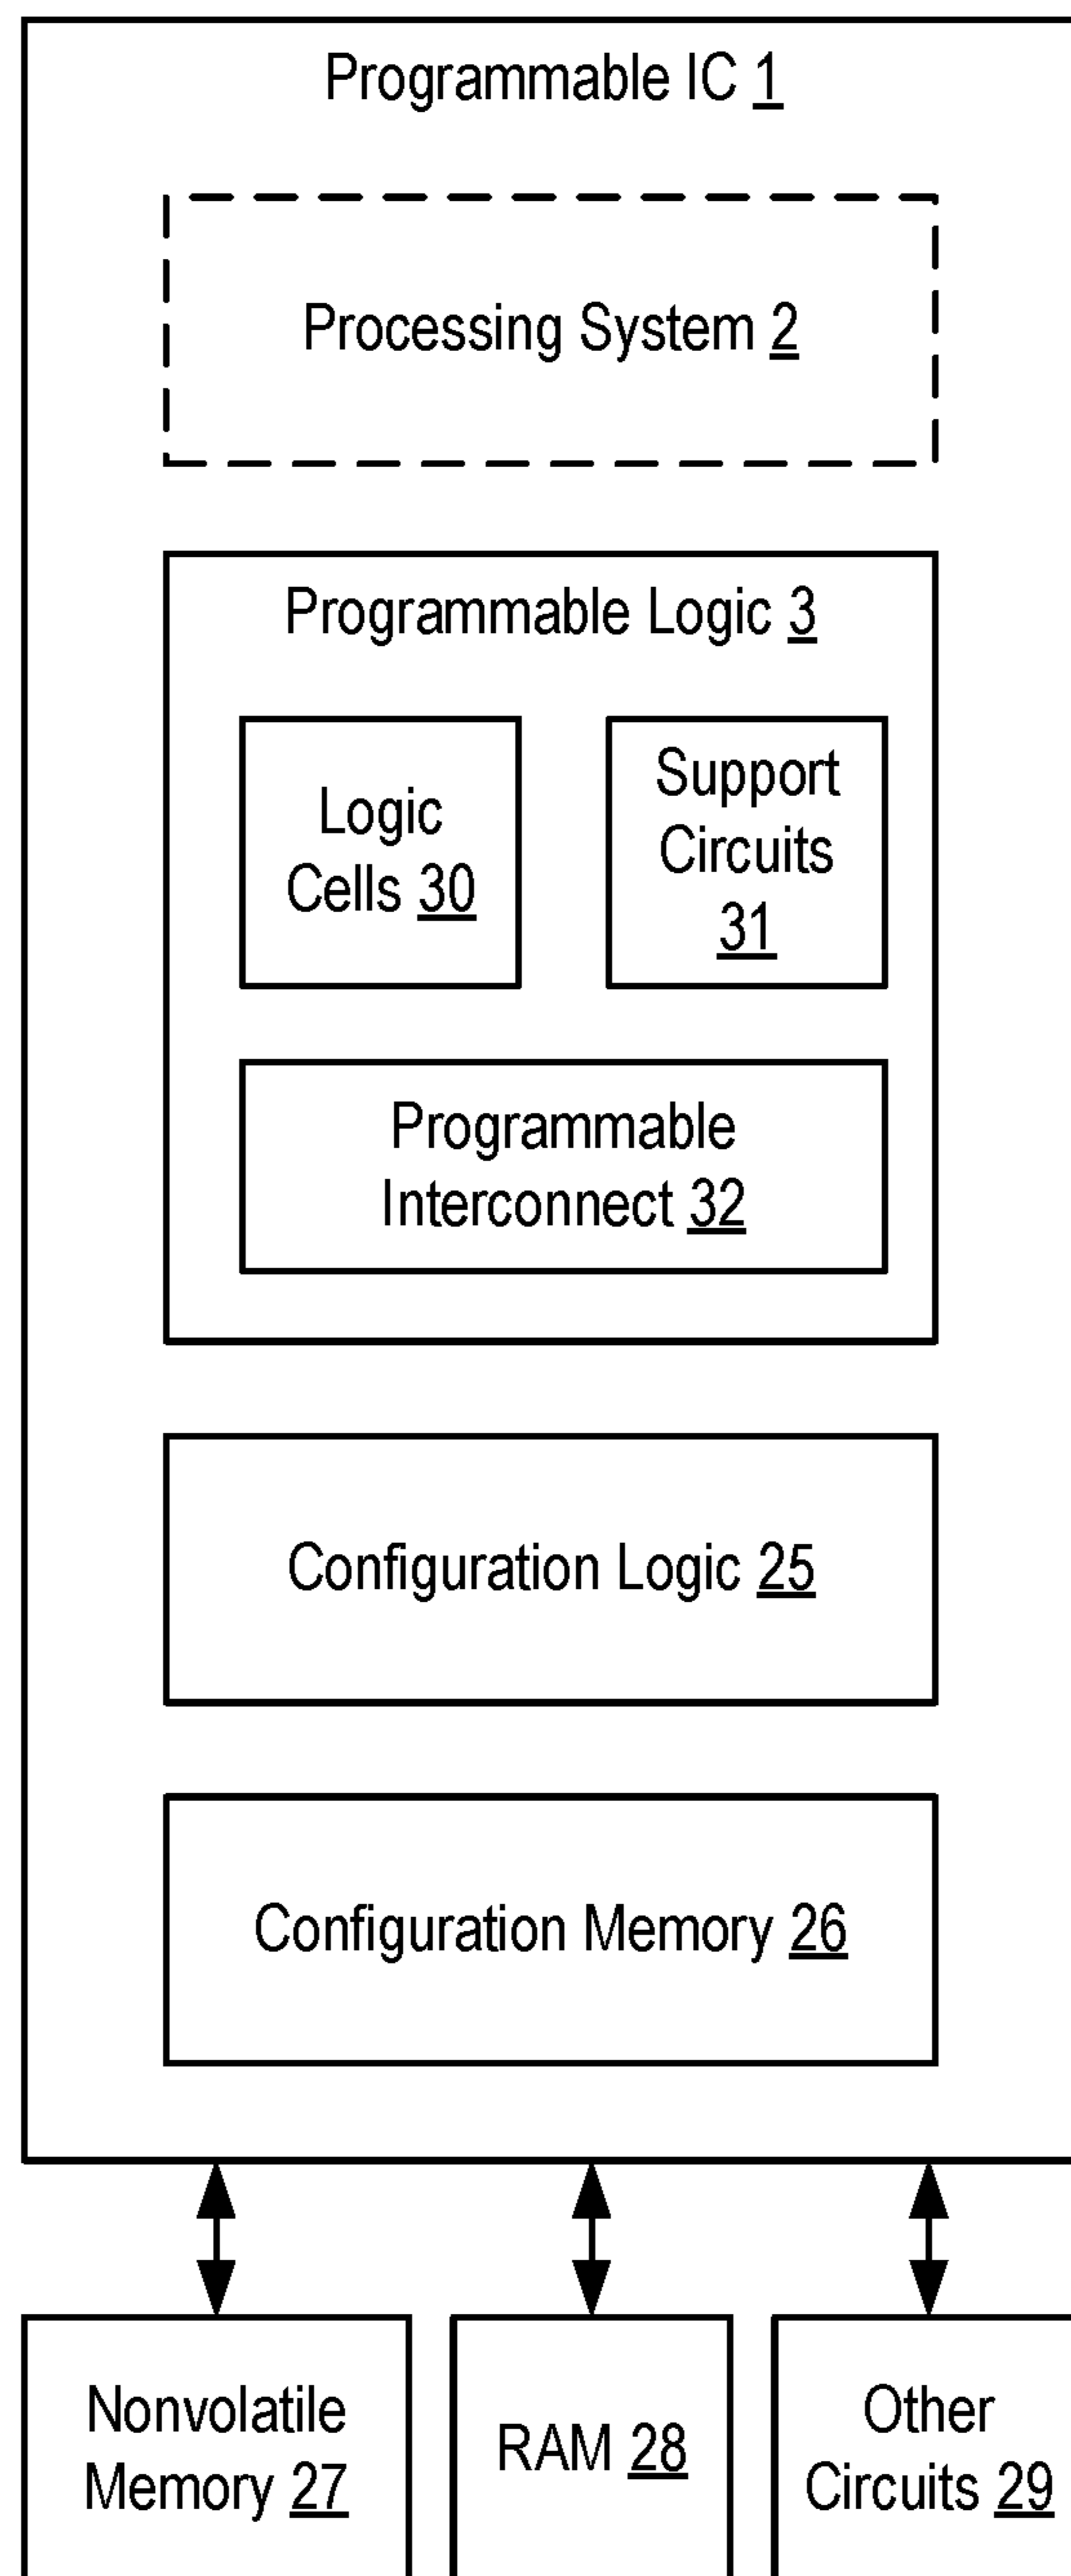 Programmable IC 1
Processing System 2
Programmable Logic 3
Logic
Cells 30
Support
Circuits
31
Programmable
Interconnect 32
Configuration Logic 25
Configuration Memory 26
Nonvolatile
Memory 27
RAM 28
Other
Circuits 29